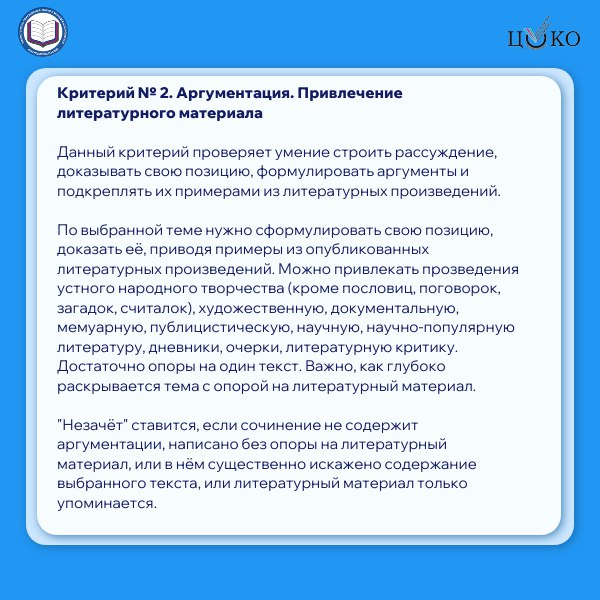 ЦОКО
Критерий № 2. Аргументация. Привлечение
литературного материала
Данный критерий проверяет умение строить рассуждение,
доказывать свою позицию, формулировать аргументы и
подкреплять их примерами из литературных произведений.
По выбранной теме нужно сформулировать свою позицию,
доказать её, приводя примеры из опубликованных
литературных произведений. Можно привлекать прозведения
устного народного творчества (кроме пословиц, поговорок,
загадок, считалок), художественную, документальную,
мемуарную, публицистическую, научную, научно-популярную
литературу, дневники, очерки, литературную критику.
Достаточно опоры на один текст. Важно, как глубоко
раскрывается тема с опорой на литературный материал.
"Незачёт" ставится, если сочинение не содержит
аргументации, написано без опоры на литературный
материал, или в нём существенно искажено содержание
выбранного текста, или литературный материал только
упоминается.